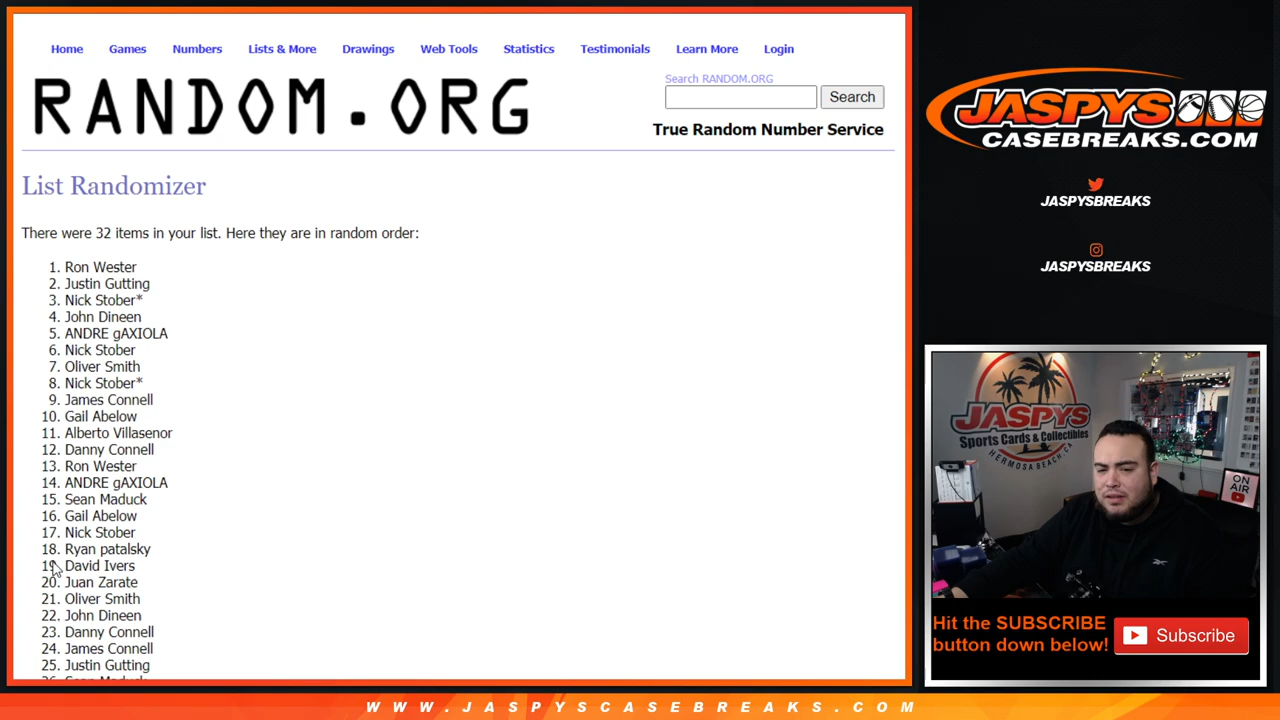 Home Games Numbers Lists & More Drawings Web Tools Statistics Testimonials Learn More Login
RANDOM.ORG
Search RANDOM.ORG
Search
True Random Number Service
List Randomizer
There were 32 items in your list. Here they are in random order:
1. Ron Wester
2. Justin Gutting
3. Nick Stober*
4. John Dineen
5. ANDRE gAXIOLA
6. Nick Stober
7. Oliver Smith
8. Nick Stober*
9. James Connell
10. Gail Abelow
11. Alberto Villasenor
12. Danny Connell
13. Ron Wester
14. ANDRE gAXIOLA
15. Sean Maduck
16. Gail Abelow
17. Nick Stober
18. Ryan patalsky
19. David Ivers
20. Juan Zarate
21. Oliver Smith
22. John Dineen
23. Danny Connell
24. James Connell
25. Justin Gutting
JASPYS
CASEBREAKS.COM
JASPYSBREAKS
JASPYSBREAKS
JASPYS
Sports Cards & Collectibles
HERMOSA BEACH, CA
ON AIR
Hit the SUBSCRIBE
button down below!
Subscribe
WWW.JASPYSCASEBREAKS.COM